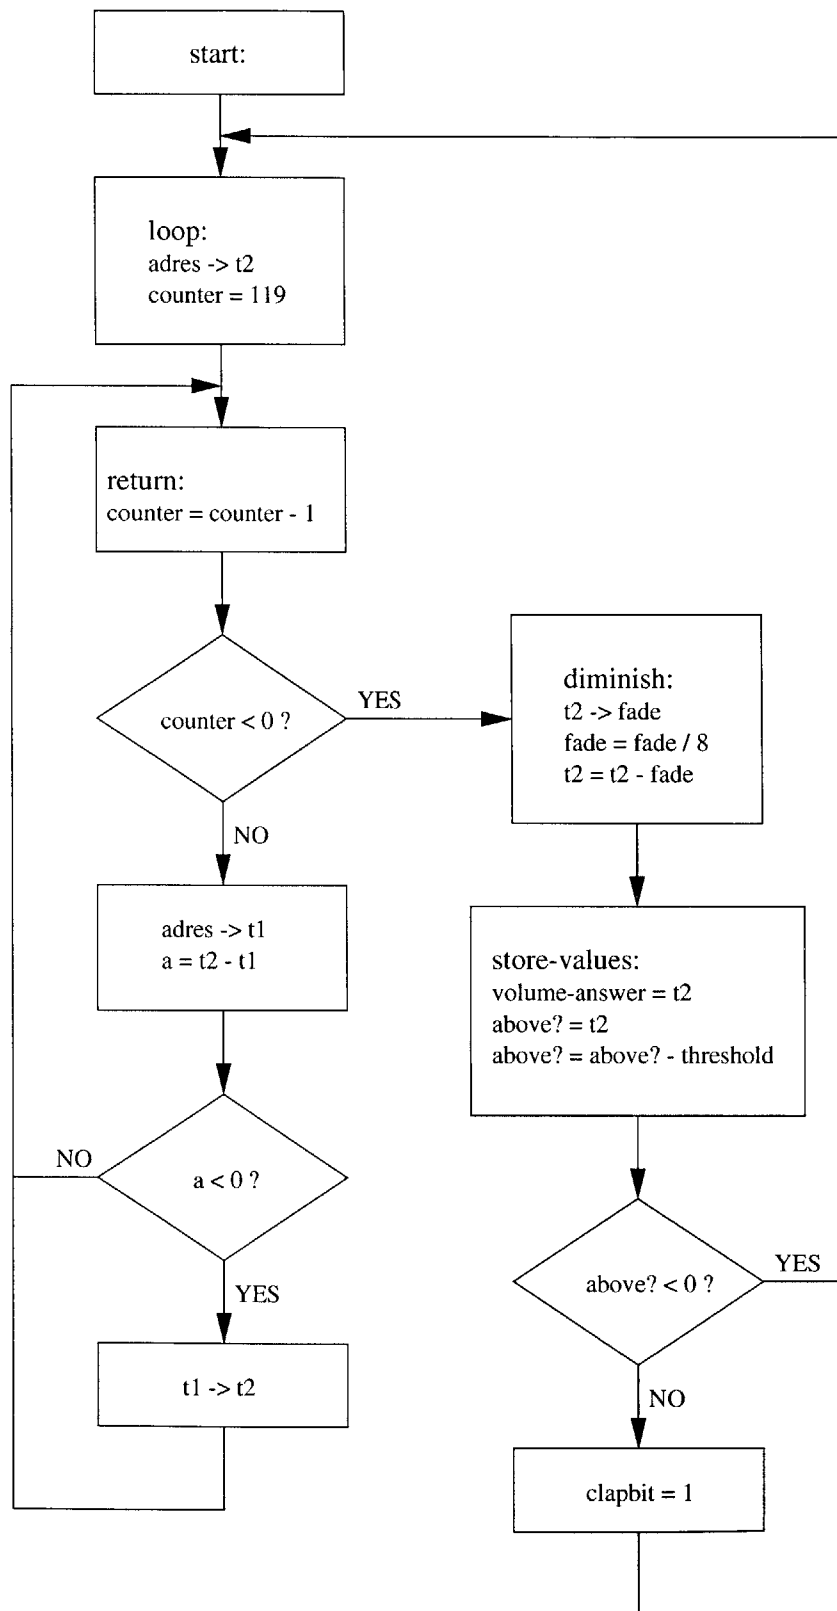 start:
loop:
adres -> t2
counter = 119
return:
counter = counter - 1
counter < 0 ?
YES
NO
diminish:
t2 -> fade
fade = fade / 8
t2 = t2 - fade
adres -> t1
a = t2 - t1
store-values:
volume-answer = t2
above? = t2
above? = above? - threshold
a < 0 ?
NO
YES
t1 -> t2
above? < 0 ?
YES
NO
clapbit = 1